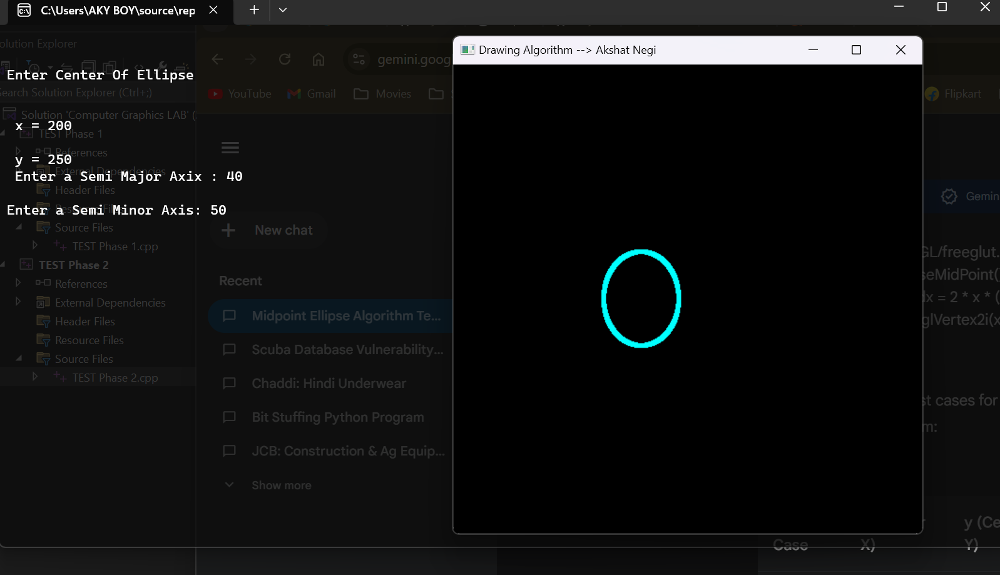 C:\Users\AKY BOY\source\rep
olution Explorer
Enter Center Of Ellipse
earch Solution Explorer (Ctrl+;)
Solution 'Computer Graphics LAB' (
x = 200
TEST Phase 1
References
y = 250
External Dependencies
Enter a Semi Major Axix : 40
Header Files
Enter a Semi Minor Axis: 50
Source Files
TEST Phase 1.cpp
TEST Phase 2
References
External Dependencies
Header Files
Resource Files
Source Files
TEST Phase 2.cpp
gemini.goog
YouTube
Gmail
Movies
Flipkart
New chat
Recent
Midpoint Ellipse Algorithm Te...
Scuba Database Vulnerability...
Chaddi: Hindi Underwear
Bit Stuffing Python Program
JCB: Construction & Ag Equip...
Show more
Drawing Algorithm --> Akshat Negi
Gemin
GL/freeglut.
seMidPoint(
dx = 2 * x * (
glVertex2i(x
st cases for
m:
y (Ce
Case X) Y)